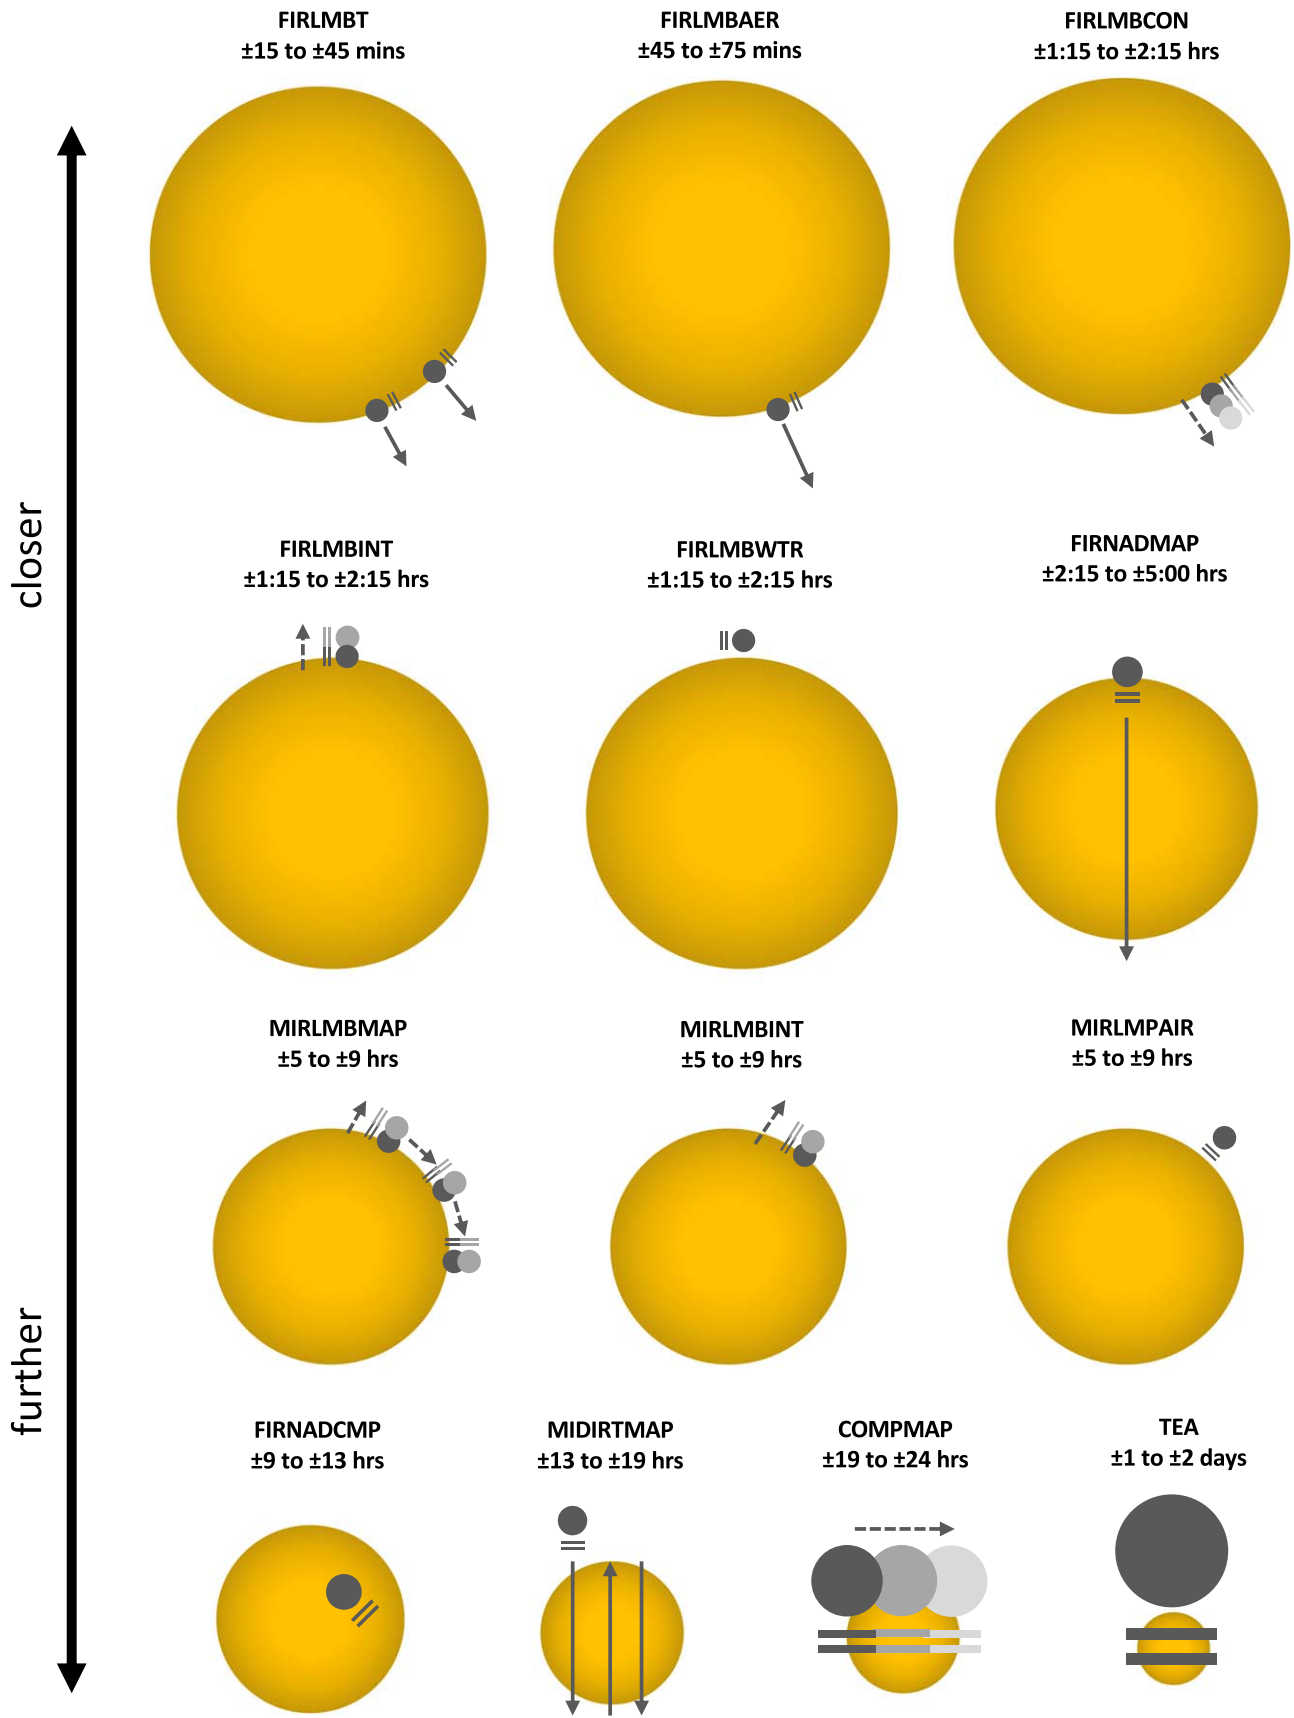 FIRLMBT
±15 to ±45 mins
FIRLMBAER
±45 to ±75 mins
FIRLMBCON
±1:15 to ±2:15 hrs
closer
FIRLMBINT
±1:15 to ±2:15 hrs
FIRLMBWTR
±1:15 to ±2:15 hrs
FIRNADMAP
±2:15 to ±5:00 hrs
MIRLMBMAP
±5 to ±9 hrs
MIRLMBINT
±5 to ±9 hrs
MIRLMPAIR
±5 to ±9 hrs
further
FIRNADCMP
±9 to ±13 hrs
MIDIRTMAP
±13 to ±19 hrs
COMPMAP
±19 to ±24 hrs
TEA
±1 to ±2 days